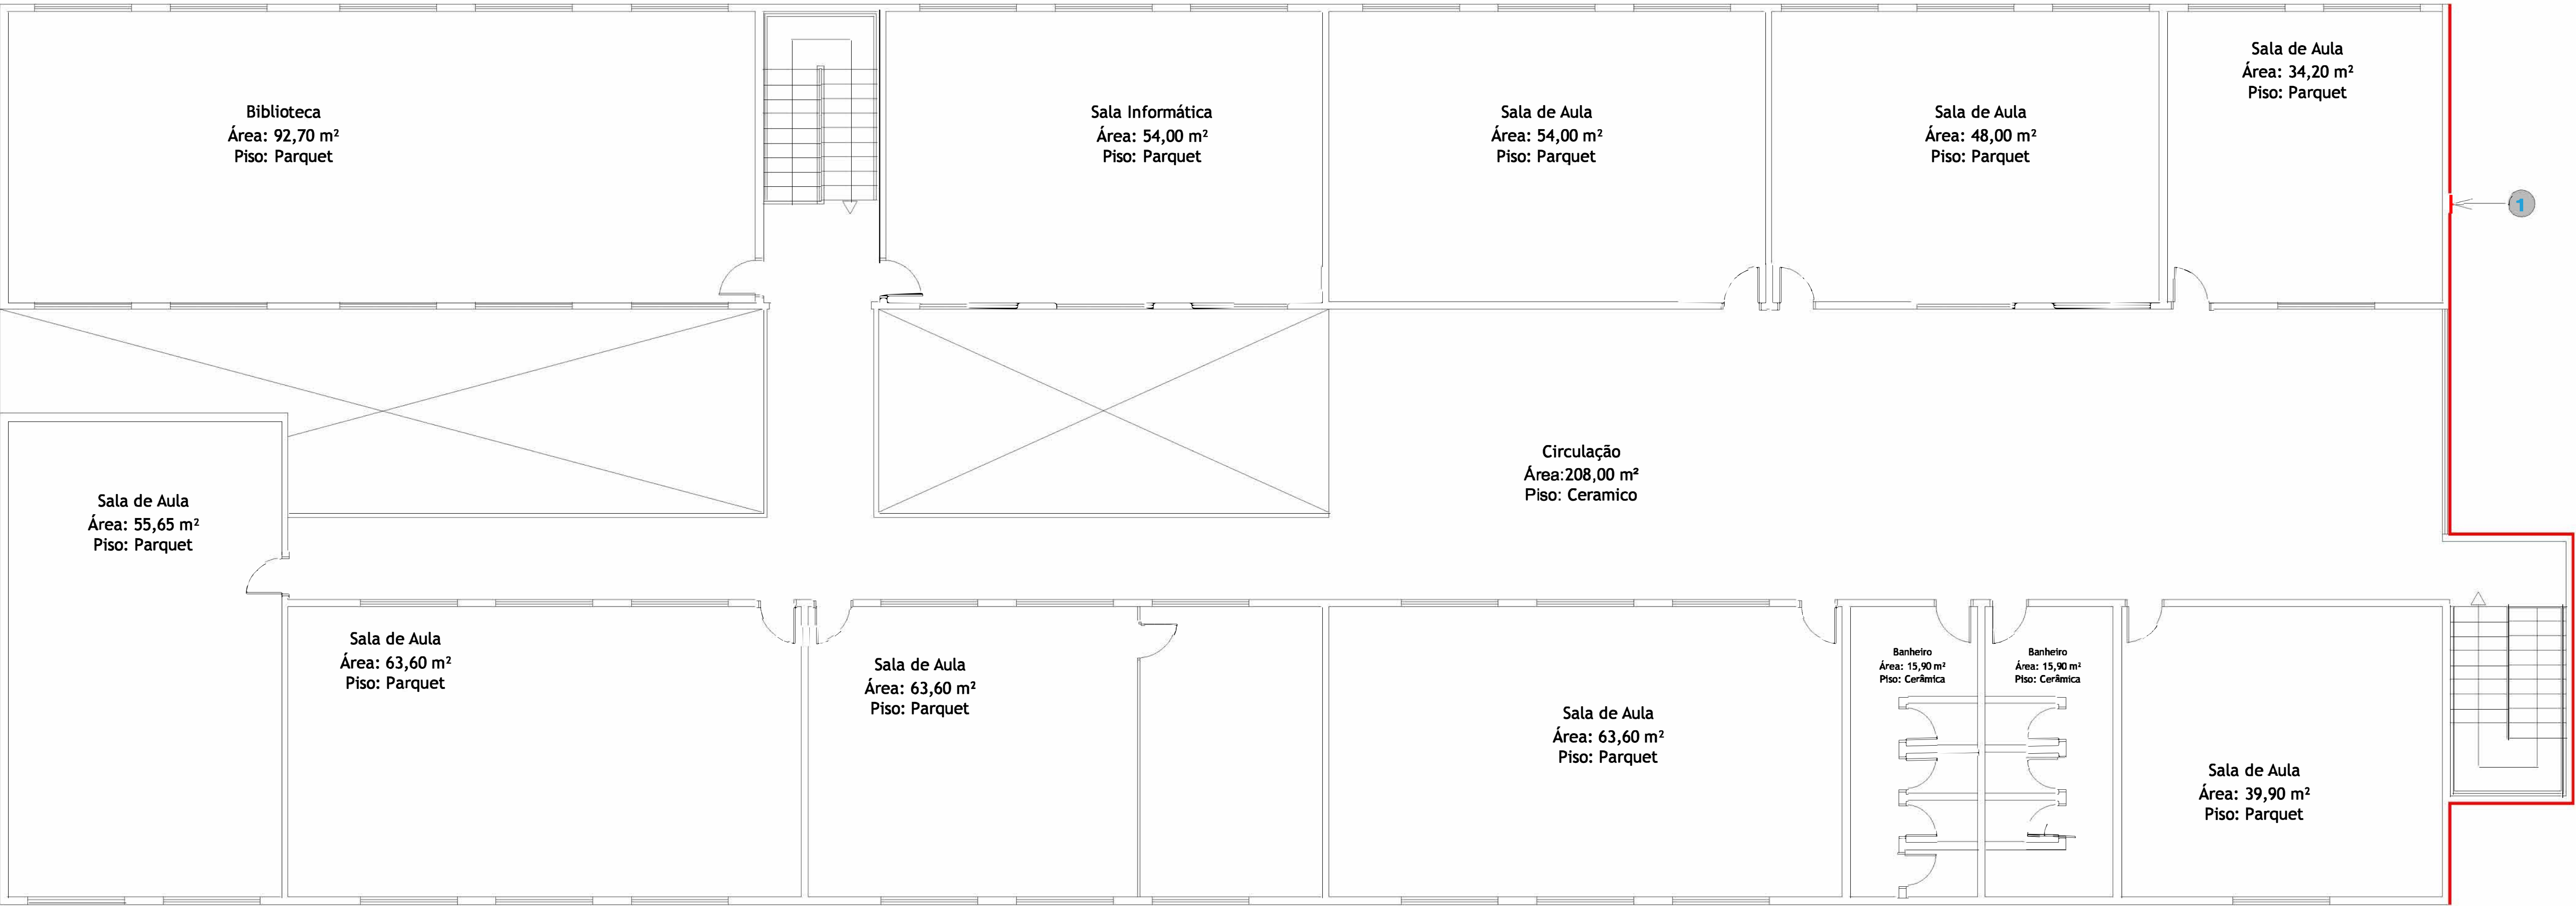 Biblioteca
Área: 92,70 m²
Piso: Parquet
Sala Informática
Área: 54,00 m²
Piso: Parquet
Sala de Aula
Área: 54,00 m²
Piso: Parquet
Sala de Aula
Área: 48,00 m²
Piso: Parquet
Sala de Aula
Área: 34,20 m²
Piso: Parquet
1
Circulação
Área:208,00 m²
Piso: Ceramico
Sala de Aula
Área: 55,65 m²
Piso: Parquet
Sala de Aula
Área: 63,60 m²
Piso: Parquet
Sala de Aula
Área: 63,60 m²
Piso: Parquet
Sala de Aula
Área: 63,60 m²
Piso: Parquet
Banheiro
Área: 15,90 m²
Piso: Cerâmica
Banheiro
Área: 15,90 m²
Piso: Cerâmica
Sala de Aula
Área: 39,90 m²
Piso: Parquet